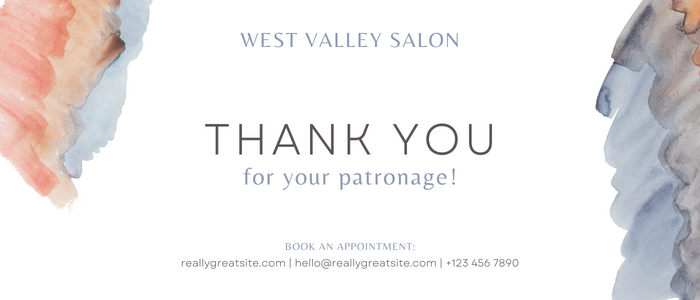 WEST VALLEY SALON
THANK YOU
for your patronage!
BOOK AN APPOINTMENT:
reallygreatsite.com | hello@reallygreatsite.com | +123 456 7890